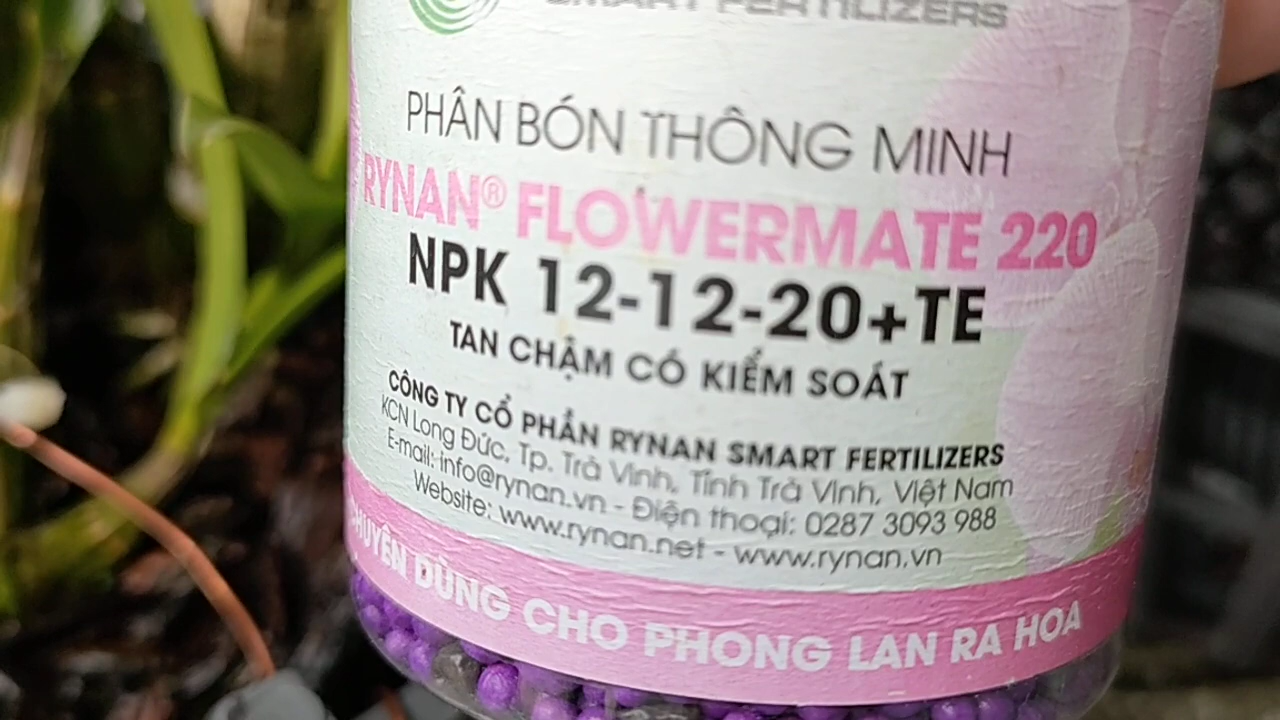 SMART FERTILIZERS
PHÂN BÓN THÔNG MINH
RYNAN® FLOWERMATE 220
NPK 12-12-20+TE
TAN CHẬM CÓ KIỂM SOÁT
CÔNG TY CỔ PHẦN RYNAN SMART FERTILIZERS
KCN Long Đức, Tp. Trà Vinh, Tỉnh Trà Vinh, Việt Nam
E-mail: info@rynan.vn - Điện thoại: 0287 3093 988
Website: www.rynan.net - www.rynan.vn
CHUYÊN DÙNG CHO PHONG LAN RA HOA